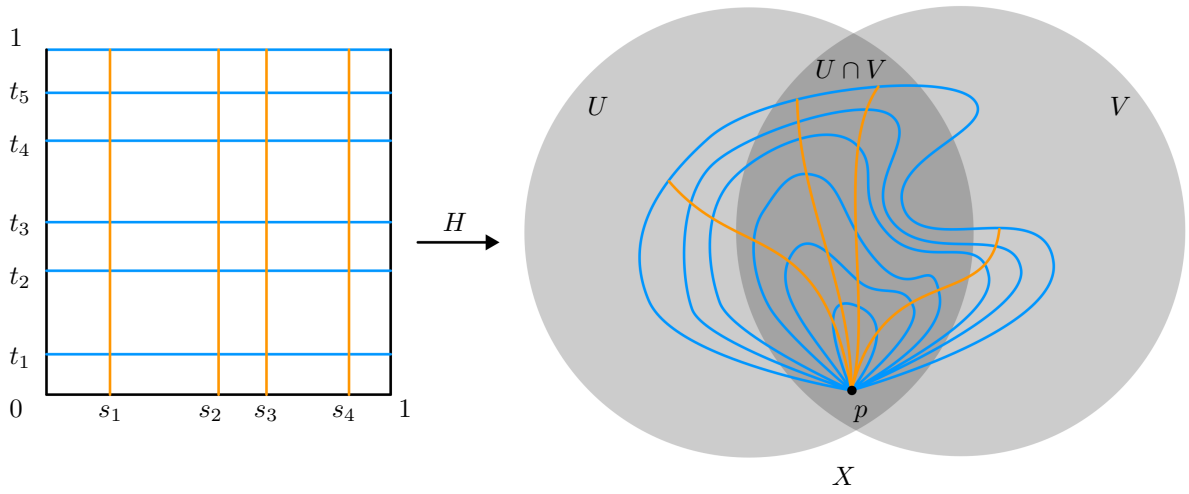 1
t₅
t₄
t₃
t₂
t₁
0
s₁ s₂ s₃ s₄ 1
H
U ∩ V
U
V
p
X